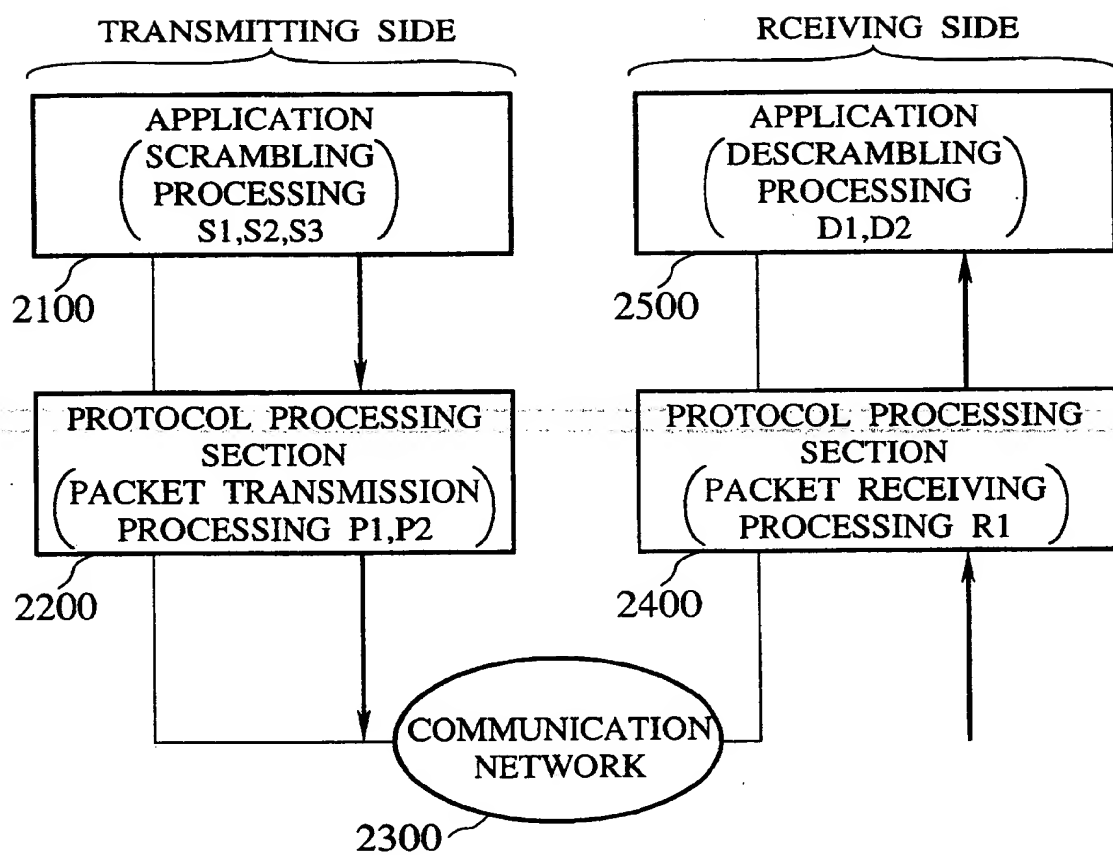 TRANSMITTING SIDE
APPLICATION
SCRAMBLING
PROCESSING
S1,S2,S3
2100
PROTOCOL PROCESSING
SECTION
PACKET TRANSMISSION
PROCESSING P1,P2
2200
COMMUNICATION
NETWORK
2300
RCEIVING SIDE
APPLICATION
DESCRAMBLING
PROCESSING
D1,D2
2500
PROTOCOL PROCESSING
SECTION
PACKET RECEIVING
PROCESSING R1
2400